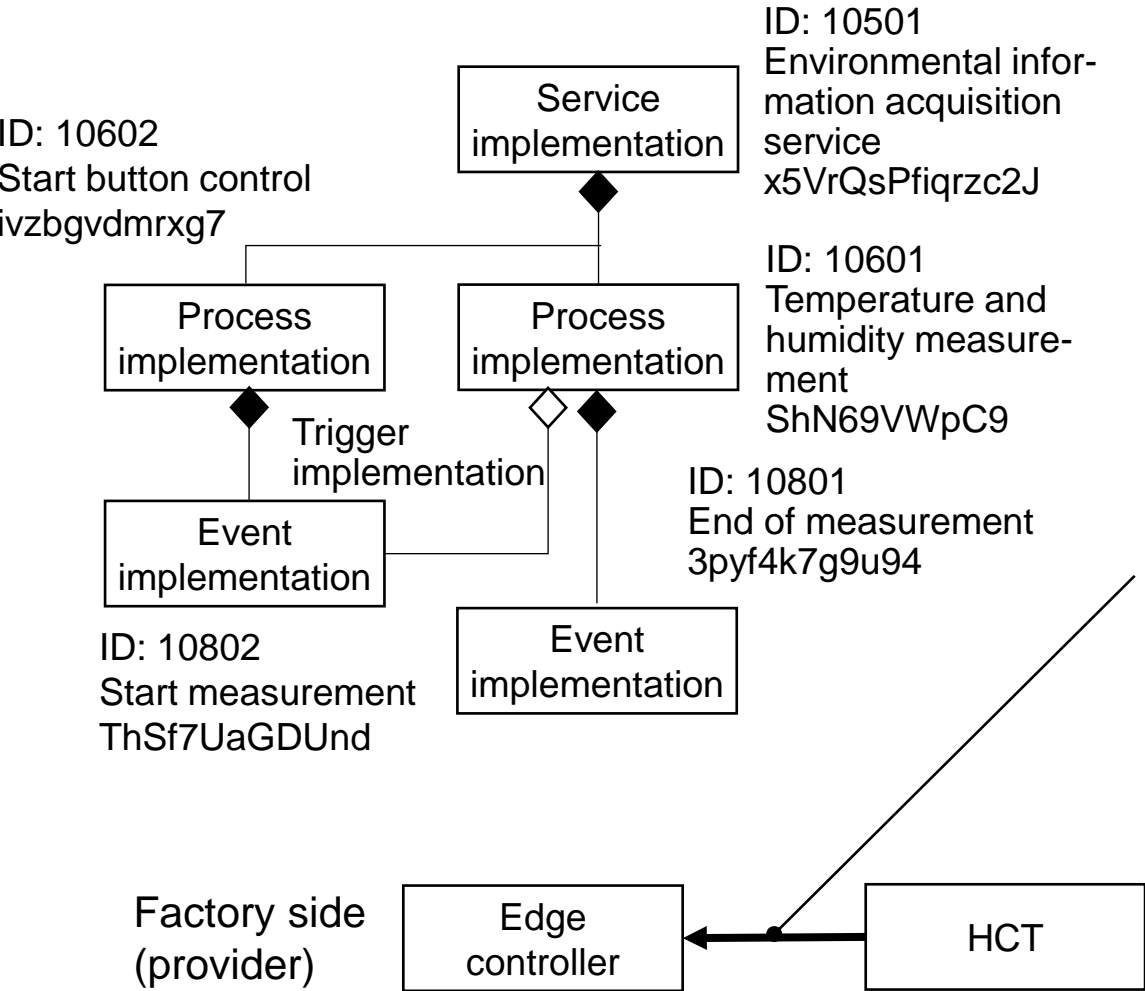 ID: 10501
Environmental infor-
mation acquisition
service
x5VrQsPfiqrzc2J
Service
implementation
ID: 10602
Start button control
ivzbgvdmrxg7
Process
implementation
Process
implementation
ID: 10601
Temperature and
humidity measure-
ment
ShN69VWpC9
Trigger
implementation
ID: 10801
End of measurement
3pyf4k7g9u94
Event
implementation
ID: 10802
Start measurement
ThSf7UaGDUnd
Event
implementation
Factory side
(provider)
Edge
controller
HCT